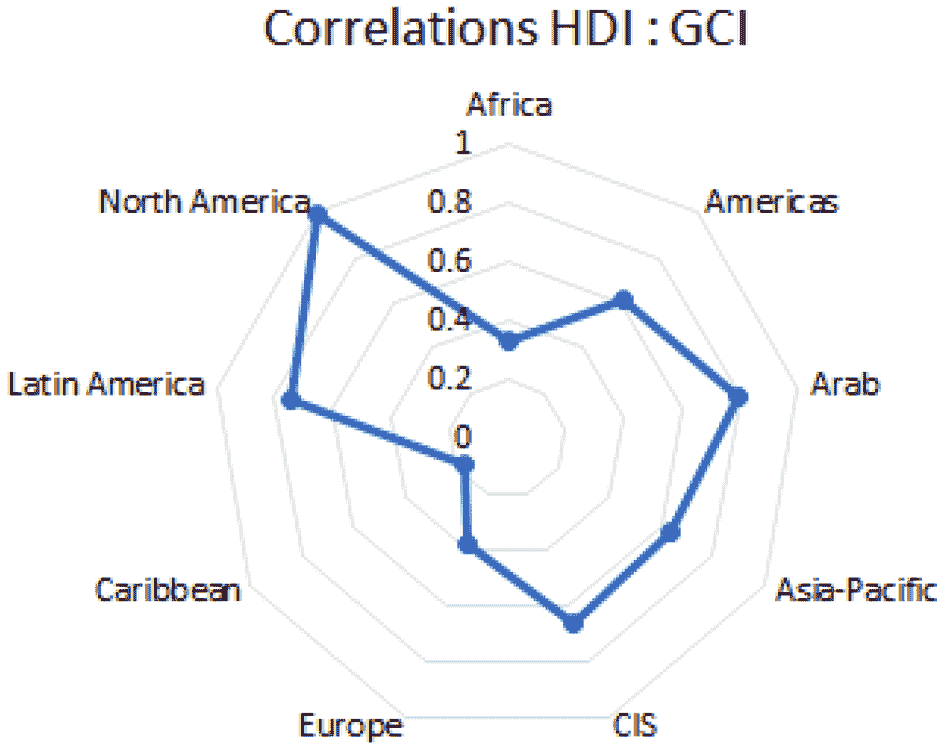 Correlations HDI : GCI
Africa
1
North America
0.8
Americas
0.6
0.4
Latin America
0.2
Arab
0
Caribbean
Asia-Pacific
Europe
CIS